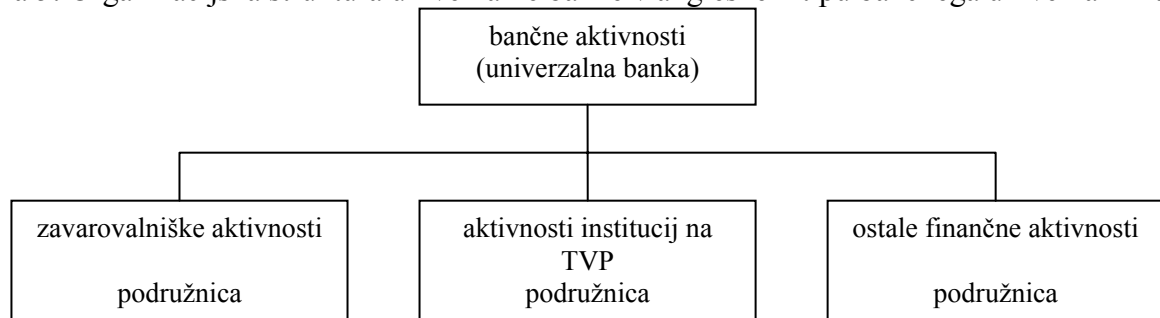 bančne aktivnosti
(univerzalna banka)
zavarovalniške aktivnosti
podružnica
aktivnosti institucij na
TVP
podružnica
ostale finančne aktivnosti
podružnica